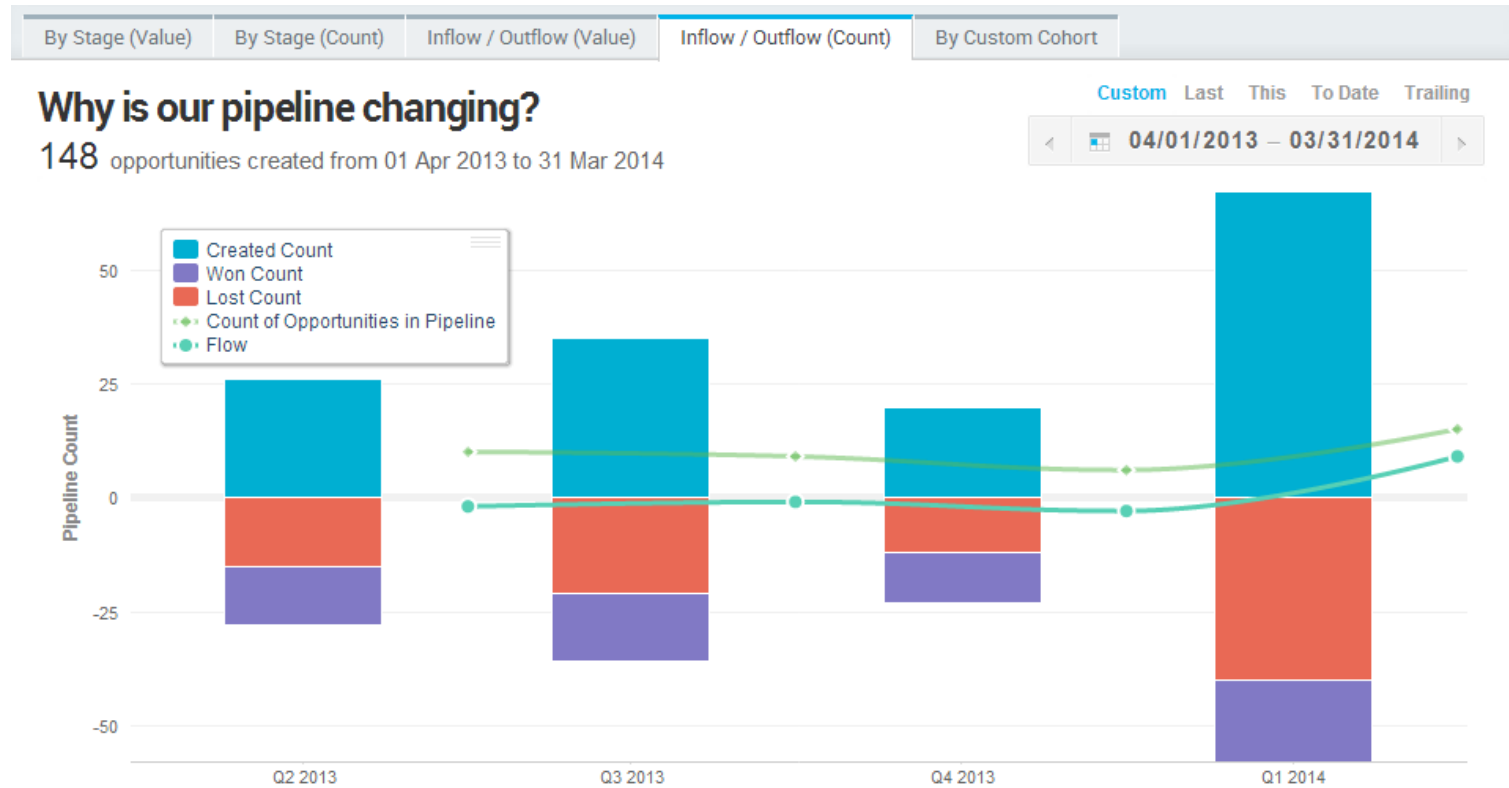 By Stage (Value) By Stage (Count) Inflow / Outflow (Value) Inflow / Outflow (Count) By Custom Cohort
Why is our pipeline changing?
148 opportunities created from 01 Apr 2013 to 31 Mar 2014
Custom Last This To Date Trailing
04/01/2013 – 03/31/2014
Created Count
Won Count
Lost Count
Count of Opportunities in Pipeline
Flow
Pipeline Count
50
25
0
-25
-50
Q2 2013 Q3 2013 Q4 2013 Q1 2014